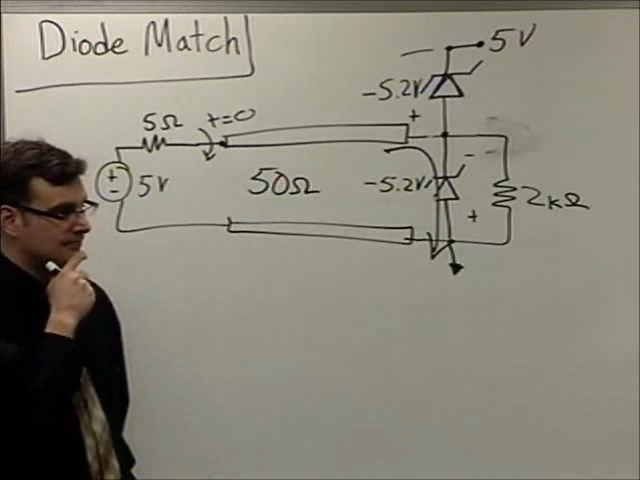 Diode Match
5V
-5.2V
5Ω
t=0
+
+
-
5V
50Ω
-
-5.2V
+
2kΩ